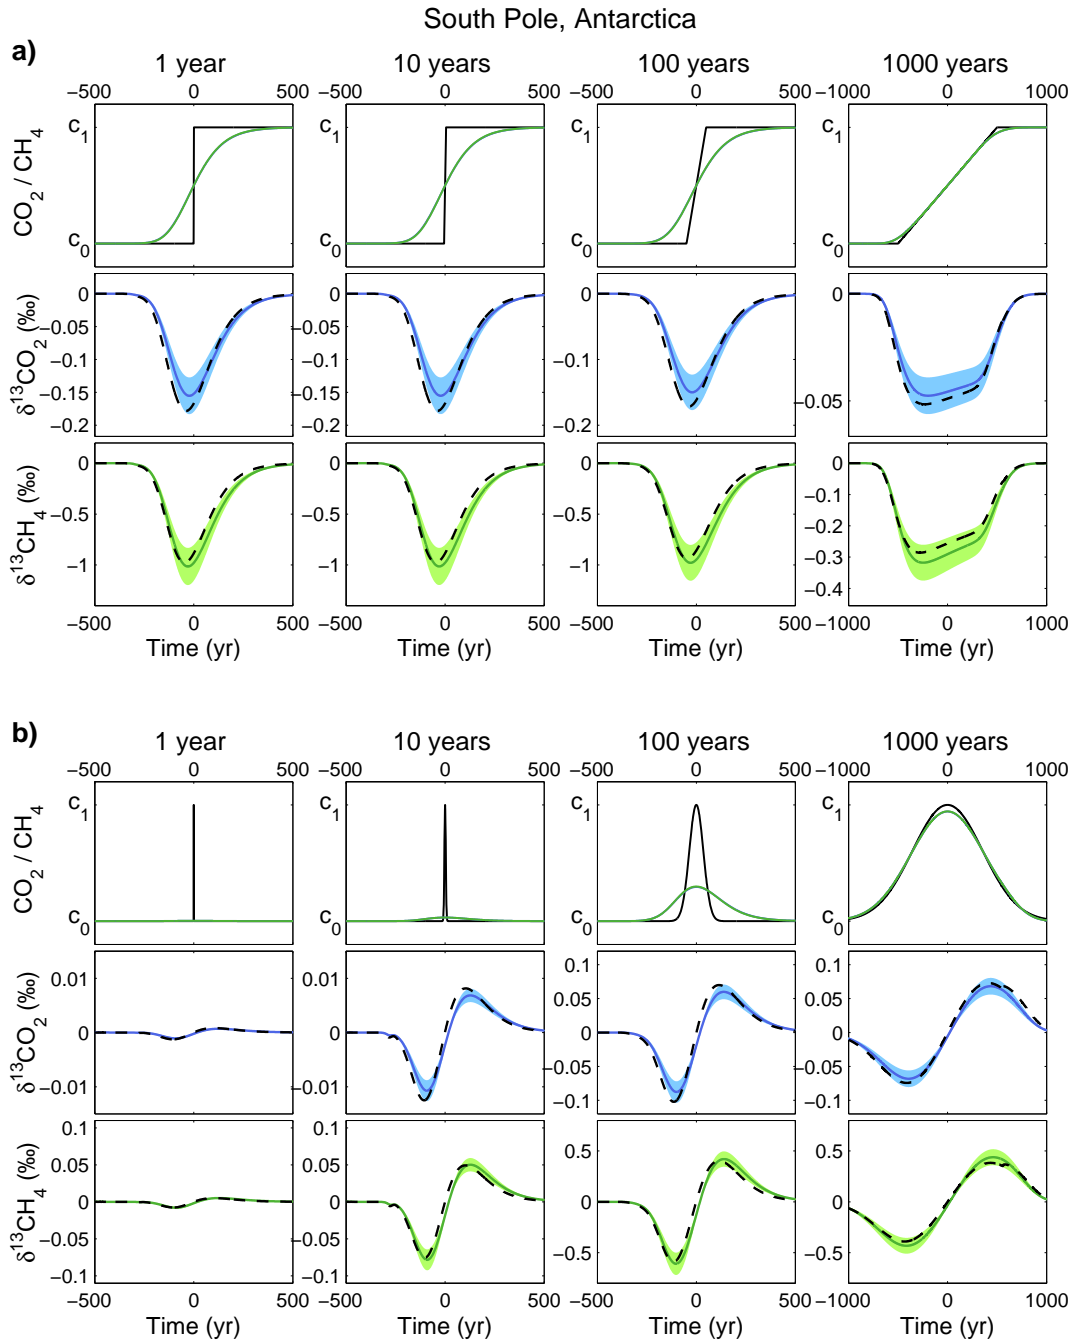 South Pole, Antarctica
a)
1 year 10 years 100 years 1000 years
−500 0 500 −500 0 500 −500 0 500 −1000 0 1000
CO2 / CH4
c1
c0
δ13CO2 (‰)
0 0 0 0
−0.05 −0.05 −0.05
−0.1 −0.1 −0.1
−0.15 −0.15 −0.15 −0.05
−0.2 −0.2 −0.2
c1 c1 c1
c0 c0 c0
δ13CH4 (‰)
0 0 0 0
−0.1
−0.5 −0.5 −0.5 −0.2
−0.3
−1 −1 −1 −0.4
−500 0 500 −500 0 500 −500 0 500 −1000 0 1000
Time (yr) Time (yr) Time (yr) Time (yr)
b)
1 year 10 years 100 years 1000 years
−500 0 500 −500 0 500 −500 0 500 −1000 0 1000
CO2 / CH4
c1 c1 c1 c1
c0 c0 c0 c0
δ13CO2 (‰)
0.01 0.01 0.1 0.1
0.05 0.05
0 0 0 0
−0.05 −0.05
−0.01 −0.01 −0.1 −0.1
δ13CH4 (‰)
0.1 0.1
0.05 0.05 0.5 0.5
0 0 0 0
−0.05 −0.05 −0.5 −0.5
−0.1 −0.1
−500 0 500 −500 0 500 −500 0 500 −1000 0 1000
Time (yr) Time (yr) Time (yr) Time (yr)